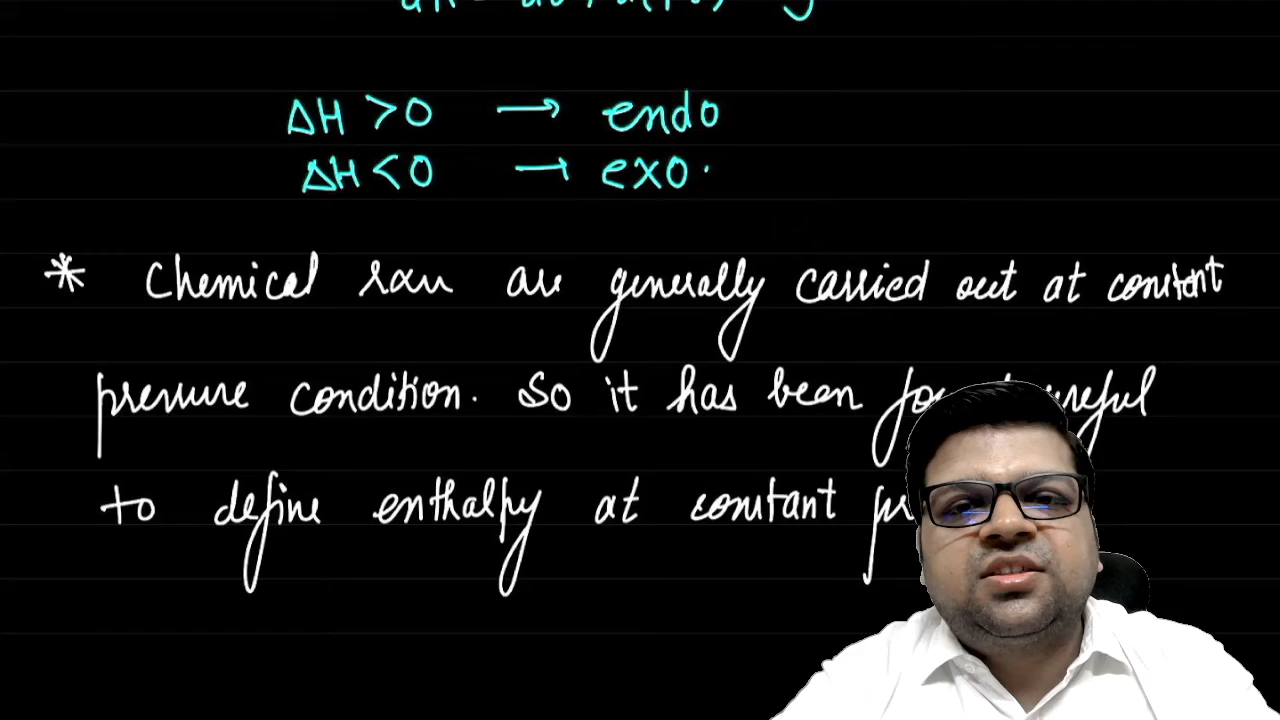 ΔH > 0 → endo
ΔH < 0 → exo.
* Chemical rxn are generally carried out at constant
pressure condition. So it has been useful
to define enthalpy at constant